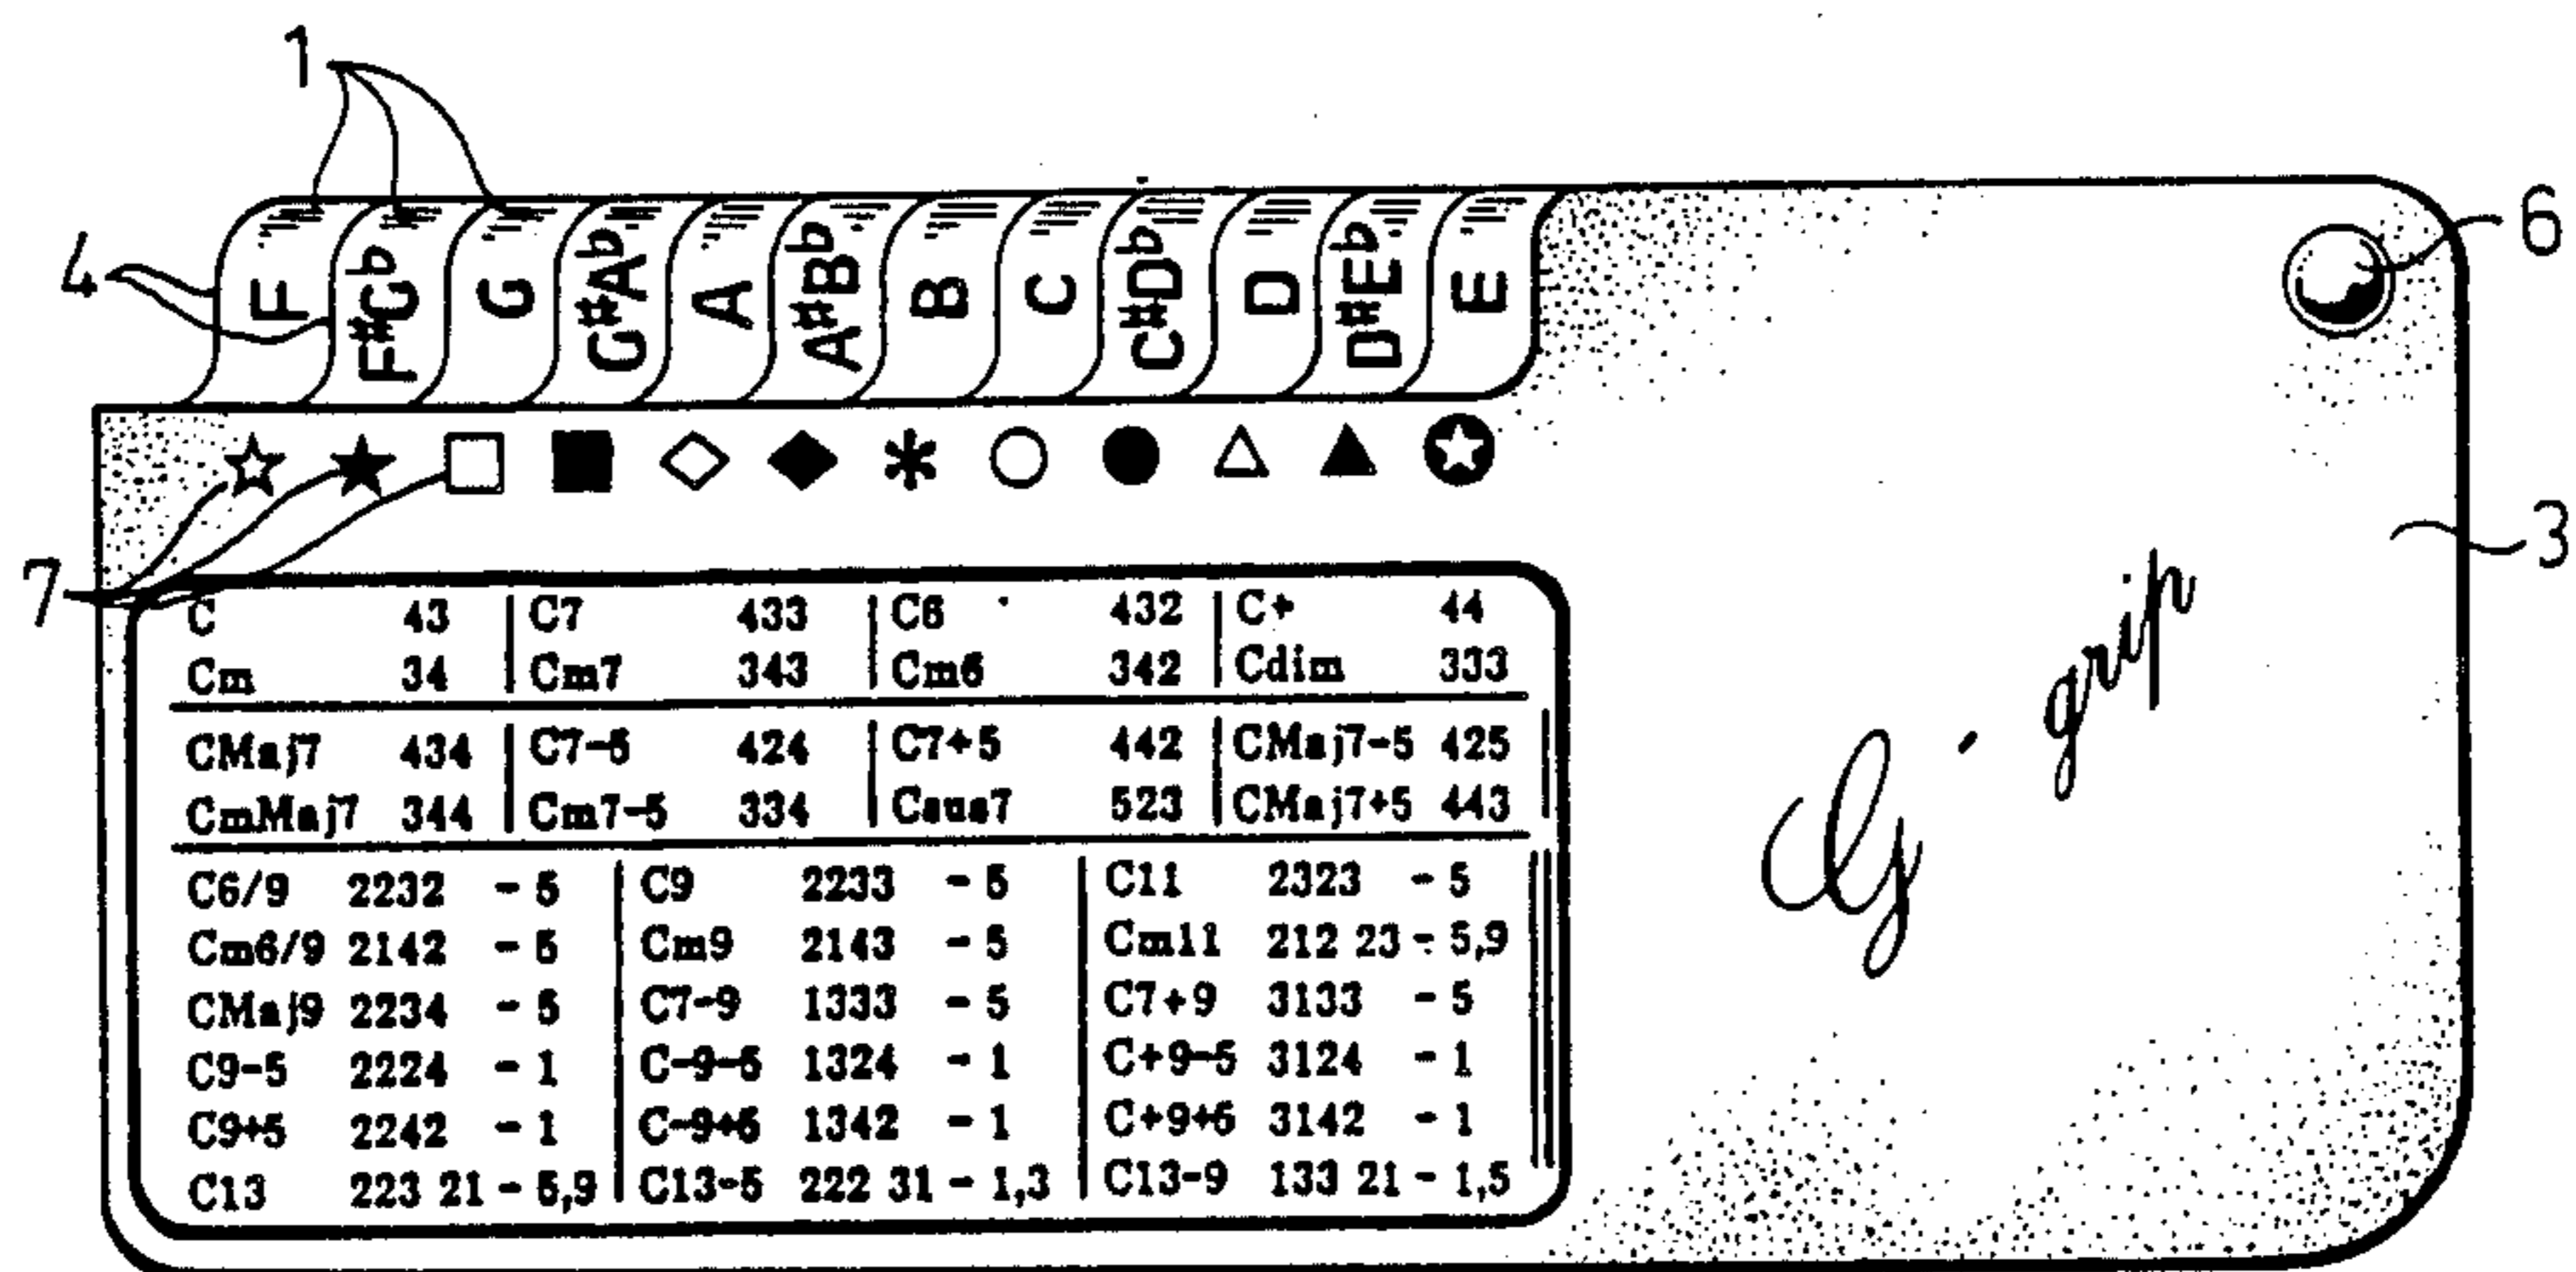 1
6
4
F F#G♭ G G#A♭ A A#B♭ B C C#D♭ D D#E♭ E
3
7
C 43 C7 433 C6 432 C+ 44
Cm 34 Cm7 343 Cm6 342 Cdim 333
CMaj7 434 C7-5 424 C7+5 442 CMaj7-5 425
CmMaj7 344 Cm7-5 334 Csus7 523 CMaj7+5 443
C6/9 2232 - 5 C9 2233 - 5 C11 2323 - 5
Cm6/9 2142 - 5 Cm9 2143 - 5 Cm11 212 23 - 5,9
CMaj9 2234 - 5 C7-9 1333 - 5 C7+9 3133 - 5
C9-5 2224 - 1 C-9-5 1324 - 1 C+9-5 3124 - 1
C9+5 2242 - 1 C-9+5 1342 - 1 C+9+5 3142 - 1
C13 223 21 - 5,9 C13-5 222 31 - 1,3 C13-9 133 21 - 1,5
- grip